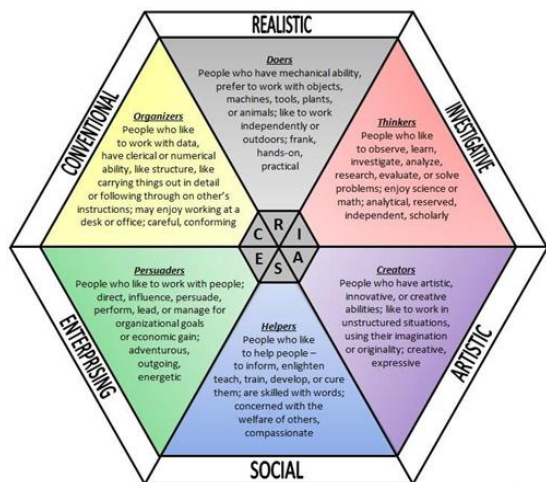 REALISTIC
Doers
People who have mechanical ability,
prefer to work with objects,
machines, tools, plants,
or animals; like to work
independently or
outdoors; frank,
hands-on,
practical
INVESTIGATIVE
Thinkers
People who like
to observe, learn,
investigate, analyze,
research, evaluate, or solve
problems; enjoy science or
math; analytical, reserved,
independent, scholarly
ARTISTIC
Creators
People who have artistic,
innovative, or creative
abilities; like to work in
unstructured situations,
using their imagination
or originality; creative,
expressive
SOCIAL
Helpers
People who like
to help people –
to inform, enlighten
teach, train, develop, or cure
them; are skilled with words;
concerned with the
welfare of others,
compassionate
ENTERPRISING
Persuaders
People who like to work with people;
direct, influence, persuade,
perform, lead, or manage for
organizational goals
or economic gain;
adventurous,
outgoing,
energetic
CONVENTIONAL
Organizers
People who like
to work with data,
have clerical or numerical
ability, like structure, like
carrying things out in detail
or following through on other's
instructions; may enjoy working at a
desk or office; careful, conforming
R
I
A
S
E
C